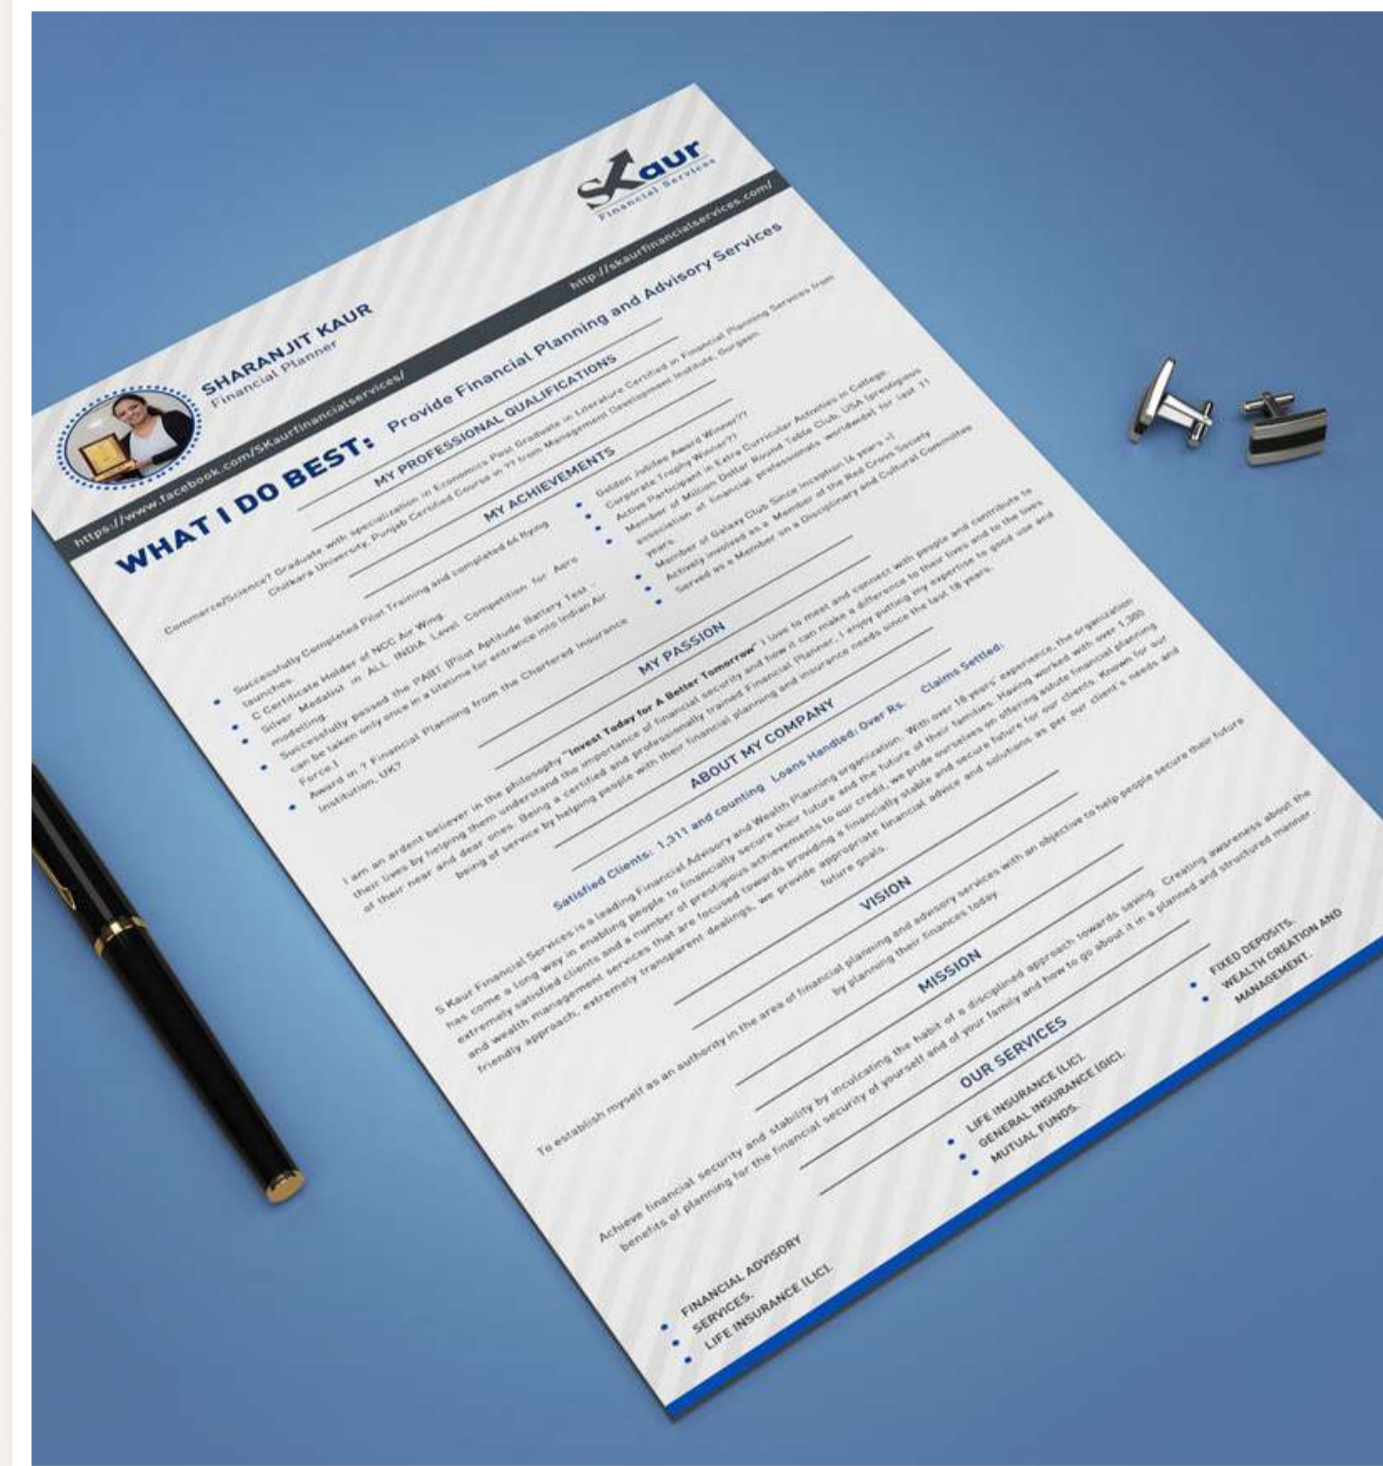 SKaur
Financial Services
SHARANJIT KAUR
Financial Planner
https://www.facebook.com/SKaurfinancialservices/
http://skaurfinancialservices.com/
WHAT I DO BEST: Provide Financial Planning and Advisory Services
MY PROFESSIONAL QUALIFICATIONS
Commerce/Science? Graduate with specialization in Economics Post Graduate in Literature Certified in Financial Planning Services from
Chitkara University, Punjab Certified Course in ?? from Management Development Institute, Gurgaon.
MY ACHIEVEMENTS
Successfully Completed Pilot Training and completed 64 flying
launches.
C Certificate Holder of NCC Air Wing.
Silver Medalist in ALL INDIA Level Competition for Aero
modelling.
Successfully passed the PABT (Pilot Aptitude Battery Test -
can be taken only once in a lifetime for entrance into Indian Air
Force.)
Award in ? Financial Planning from the Chartered Insurance
Institution, UK?
Golden Jubilee Award Winner??
Corporate Trophy Winner??
Active Participant in Extra Curricular Activities in College.
Member of Million Dollar Round Table Club, USA (prestigious
association of financial professionals worldwide) for last 11
years.
Member of Galaxy Club Since Inception (4 years +)
Actively involved as a Member of the Red Cross Society
Served as a Member on a Disciplinary and Cultural Committee
MY PASSION
I am an ardent believer in the philosophy "Invest Today for A Better Tomorrow" I love to meet and connect with people and contribute to
their lives by helping them understand the importance of financial security and how it can make a difference to their lives and to the lives
of their near and dear ones. Being a certified and professionally trained Financial Planner, I enjoy putting my expertise to good use and
being of service by helping people with their financial planning and insurance needs since the last 18 years.
ABOUT MY COMPANY
Satisfied Clients: 1,311 and counting Loans Handled: Over Rs. Claims Settled:
S Kaur Financial Services is a leading Financial Advisory and Wealth Planning organization. With over 18 years' experience, the organization
has come a long way in enabling people to financially secure their future and the future of their families. Having worked with over 1,300
extremely satisfied clients and a number of prestigious achievements to our credit, we pride ourselves on offering astute financial planning
and wealth management services that are focused towards providing a financially stable and secure future for our clients. Known for our
friendly approach, extremely transparent dealings, we provide appropriate financial advice and solutions as per our client's needs and
future goals.
VISION
To establish myself as an authority in the area of financial planning and advisory services with an objective to help people secure their future
by planning their finances today.
MISSION
Achieve financial security and stability by inculcating the habit of a disciplined approach towards saving. Creating awareness about the
benefits of planning for the financial security of yourself and of your family and how to go about it in a planned and structured manner.
OUR SERVICES
FINANCIAL ADVISORY
SERVICES.
LIFE INSURANCE (LIC).
LIFE INSURANCE (LIC).
GENERAL INSURANCE (GIC).
MUTUAL FUNDS.
FIXED DEPOSITS.
WEALTH CREATION AND
MANAGEMENT.